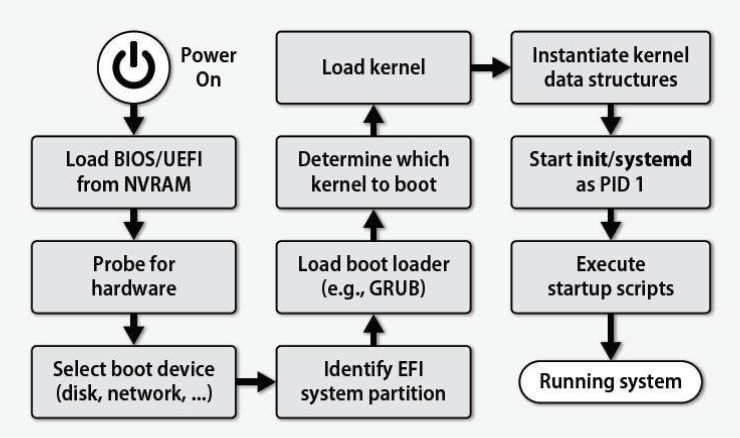 Power
On
Load BIOS/UEFI
from NVRAM
Probe for
hardware
Select boot device
(disk, network, ...)
Identify EFI
system partition
Load boot loader
(e.g., GRUB)
Determine which
kernel to boot
Load kernel
Instantiate kernel
data structures
Start init/systemd
as PID 1
Execute
startup scripts
Running system